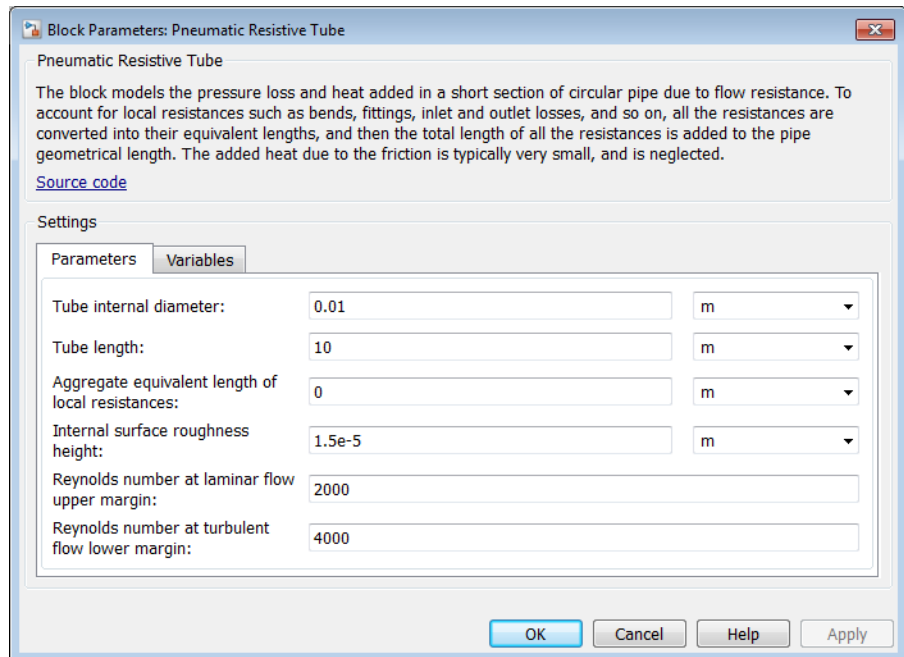 Block Parameters: Pneumatic Resistive Tube
Pneumatic Resistive Tube
The block models the pressure loss and heat added in a short section of circular pipe due to flow resistance. To
account for local resistances such as bends, fittings, inlet and outlet losses, and so on, all the resistances are
converted into their equivalent lengths, and then the total length of all the resistances is added to the pipe
geometrical length. The added heat due to the friction is typically very small, and is neglected.
Source code
Settings
Parameters Variables
Tube internal diameter: 0.01 m
Tube length: 10 m
Aggregate equivalent length of
local resistances: 0 m
Internal surface roughness
height: 1.5e-5 m
Reynolds number at laminar flow
upper margin: 2000
Reynolds number at turbulent
flow lower margin: 4000
OK Cancel Help Apply